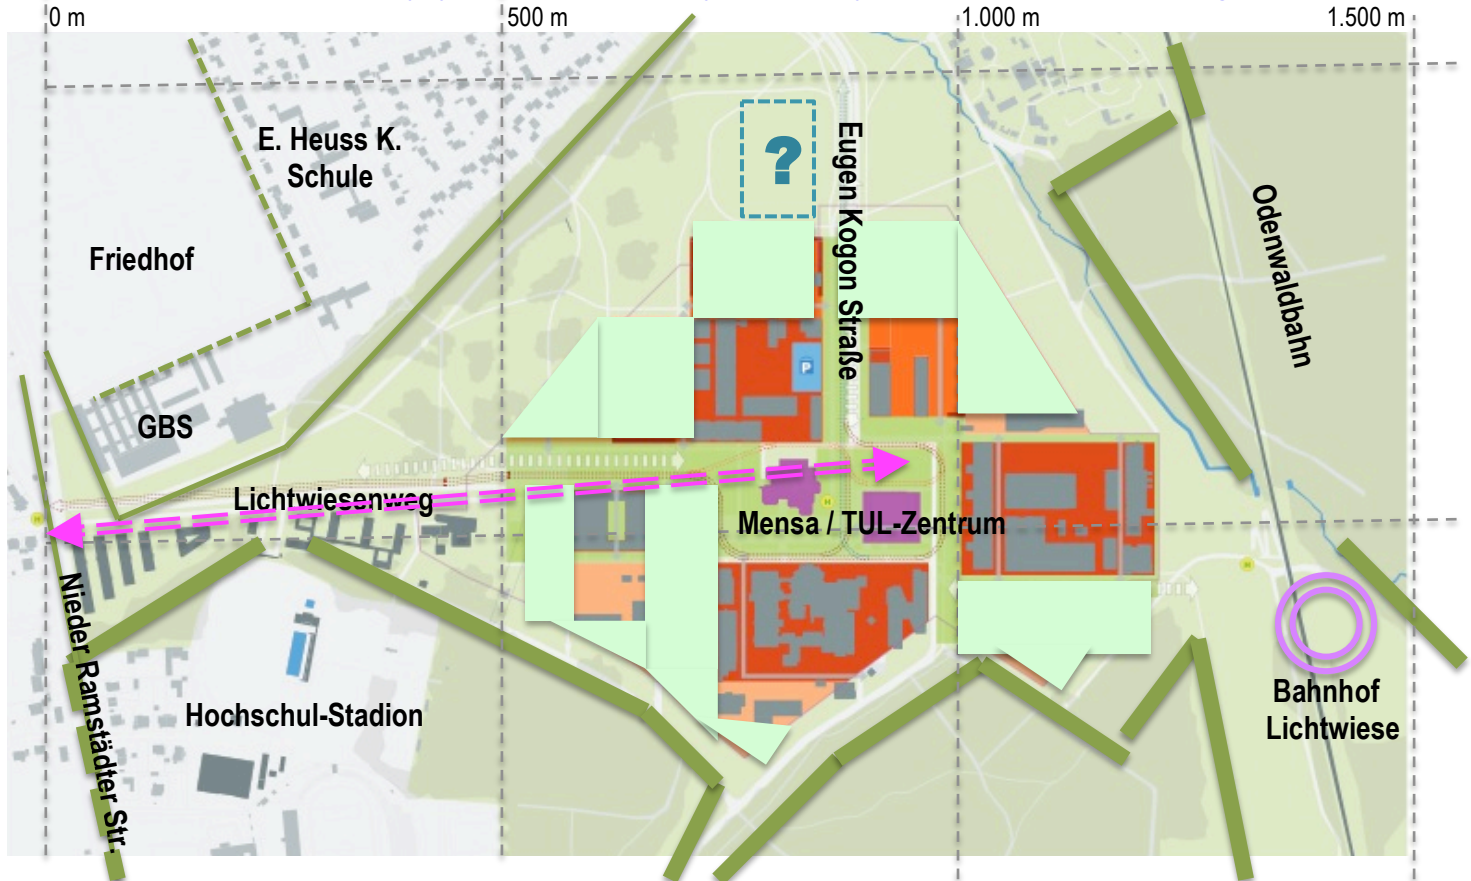 0 m
500 m
1.000 m
1.500 m
E. Heuss K.
Schule
?
Eugen Kogon Straße
Odenwaldbahn
Friedhof
P
GBS
Lichtwiesenweg
H
H
Mensa / TUL-Zentrum
H
Nieder Ramstädter Str.
Hochschul-Stadion
Bahnhof
Lichtwiese